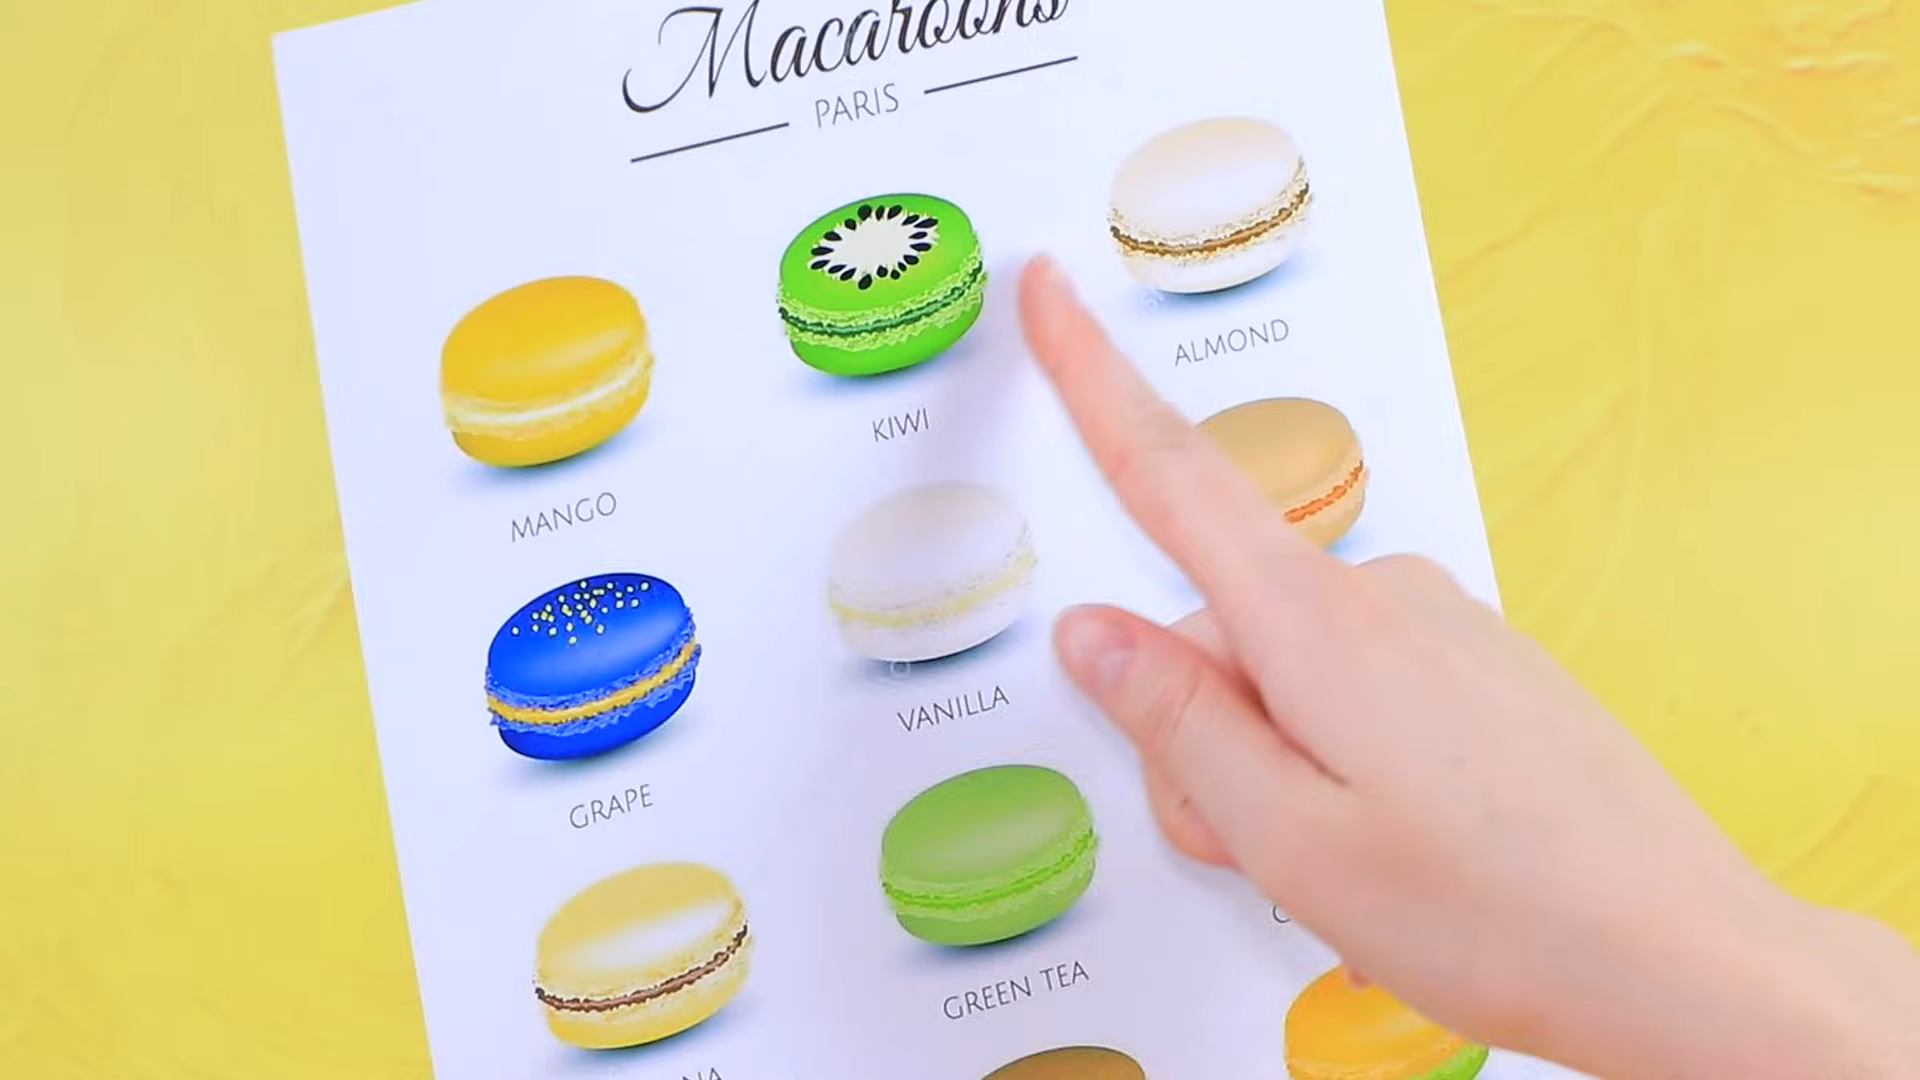 Macaroons
PARIS
ALMOND
KIWI
MANGO
VANILLA
GRAPE
GREEN TEA